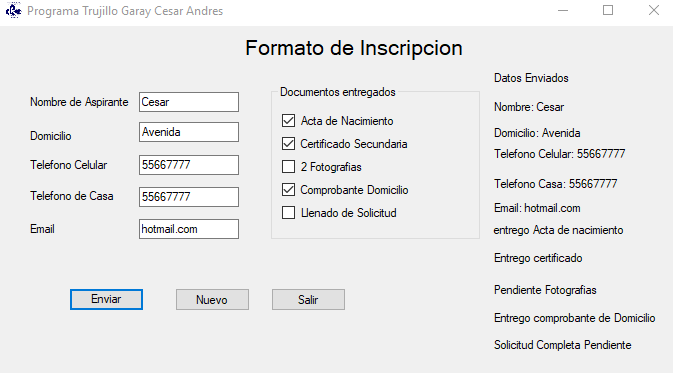 Programa Trujillo Garay Cesar Andres
Formato de Inscripcion
Nombre de Aspirante
Cesar
Domicilio
Avenida
Telefono Celular
55667777
Telefono de Casa
55667777
Email
hotmail.com
Documentos entregados
Acta de Nacimiento
Certificado Secundaria
2 Fotografias
Comprobante Domicilio
Llenado de Solicitud
Datos Enviados
Nombre: Cesar
Domicilio: Avenida
Telefono Celular: 55667777
Telefono Casa: 55667777
Email: hotmail.com
entrego Acta de nacimiento
Entrego certificado
Pendiente Fotografias
Entrego comprobante de Domicilio
Solicitud Completa Pendiente
Enviar
Nuevo
Salir